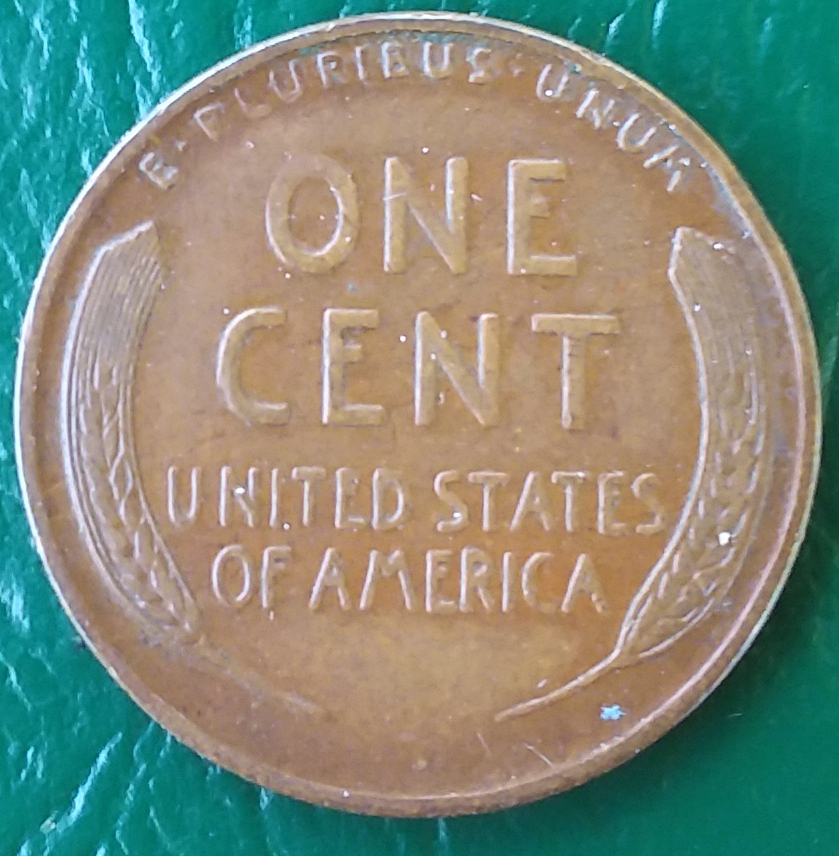 E·PLURIBUS·UNUM
ONE
CENT
UNITED STATES
OF AMERICA